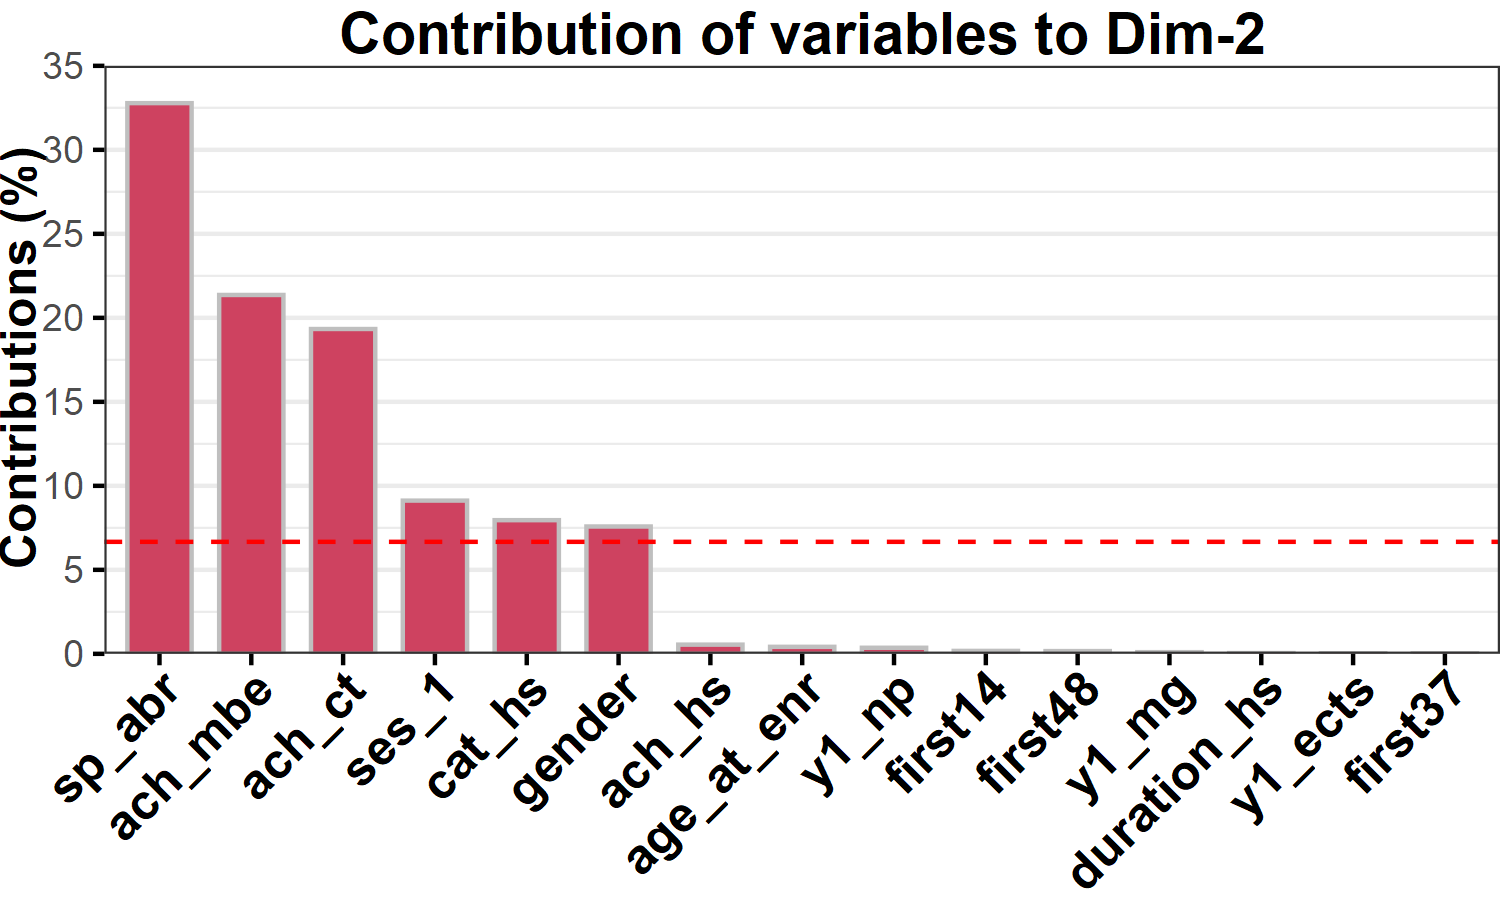 Contribution of variables to Dim-2
Contributions (%)
35
30
25
20
15
10
5
0
sp_abr
ach_mbe
ach_ct
ses_1
cat_hs
gender
ach_hs
age_at_enr
y1_np
first14
first48
y1_mg
duration_hs
y1_ects
first37